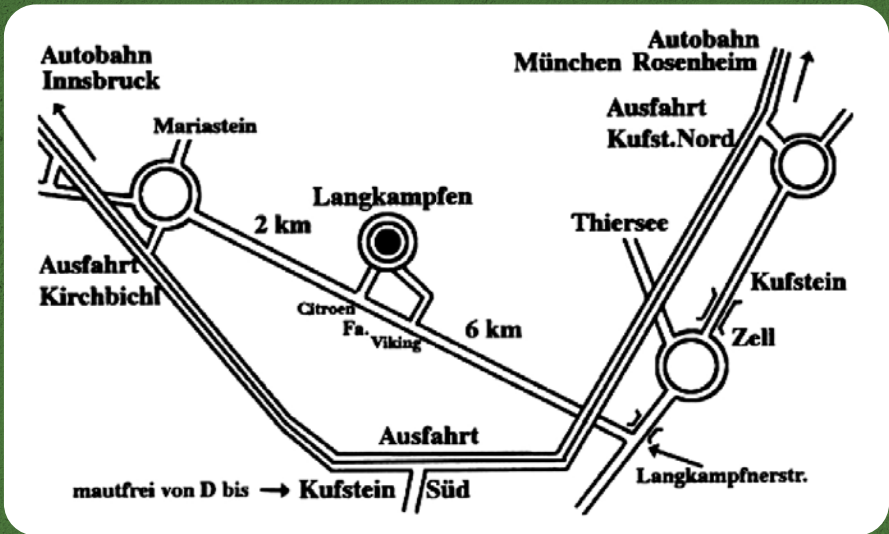 Autobahn
Innsbruck
Autobahn
München Rosenheim
Ausfahrt
Kufst.Nord
Mariastein
Langkampfen
2 km
Thiersee
Ausfahrt
Kirchbichl
Kufstein
Citroen
Fa.
Viking
6 km
Zell
Ausfahrt
Langkampfnerstr.
mautfrei von D bis → Kufstein Süd